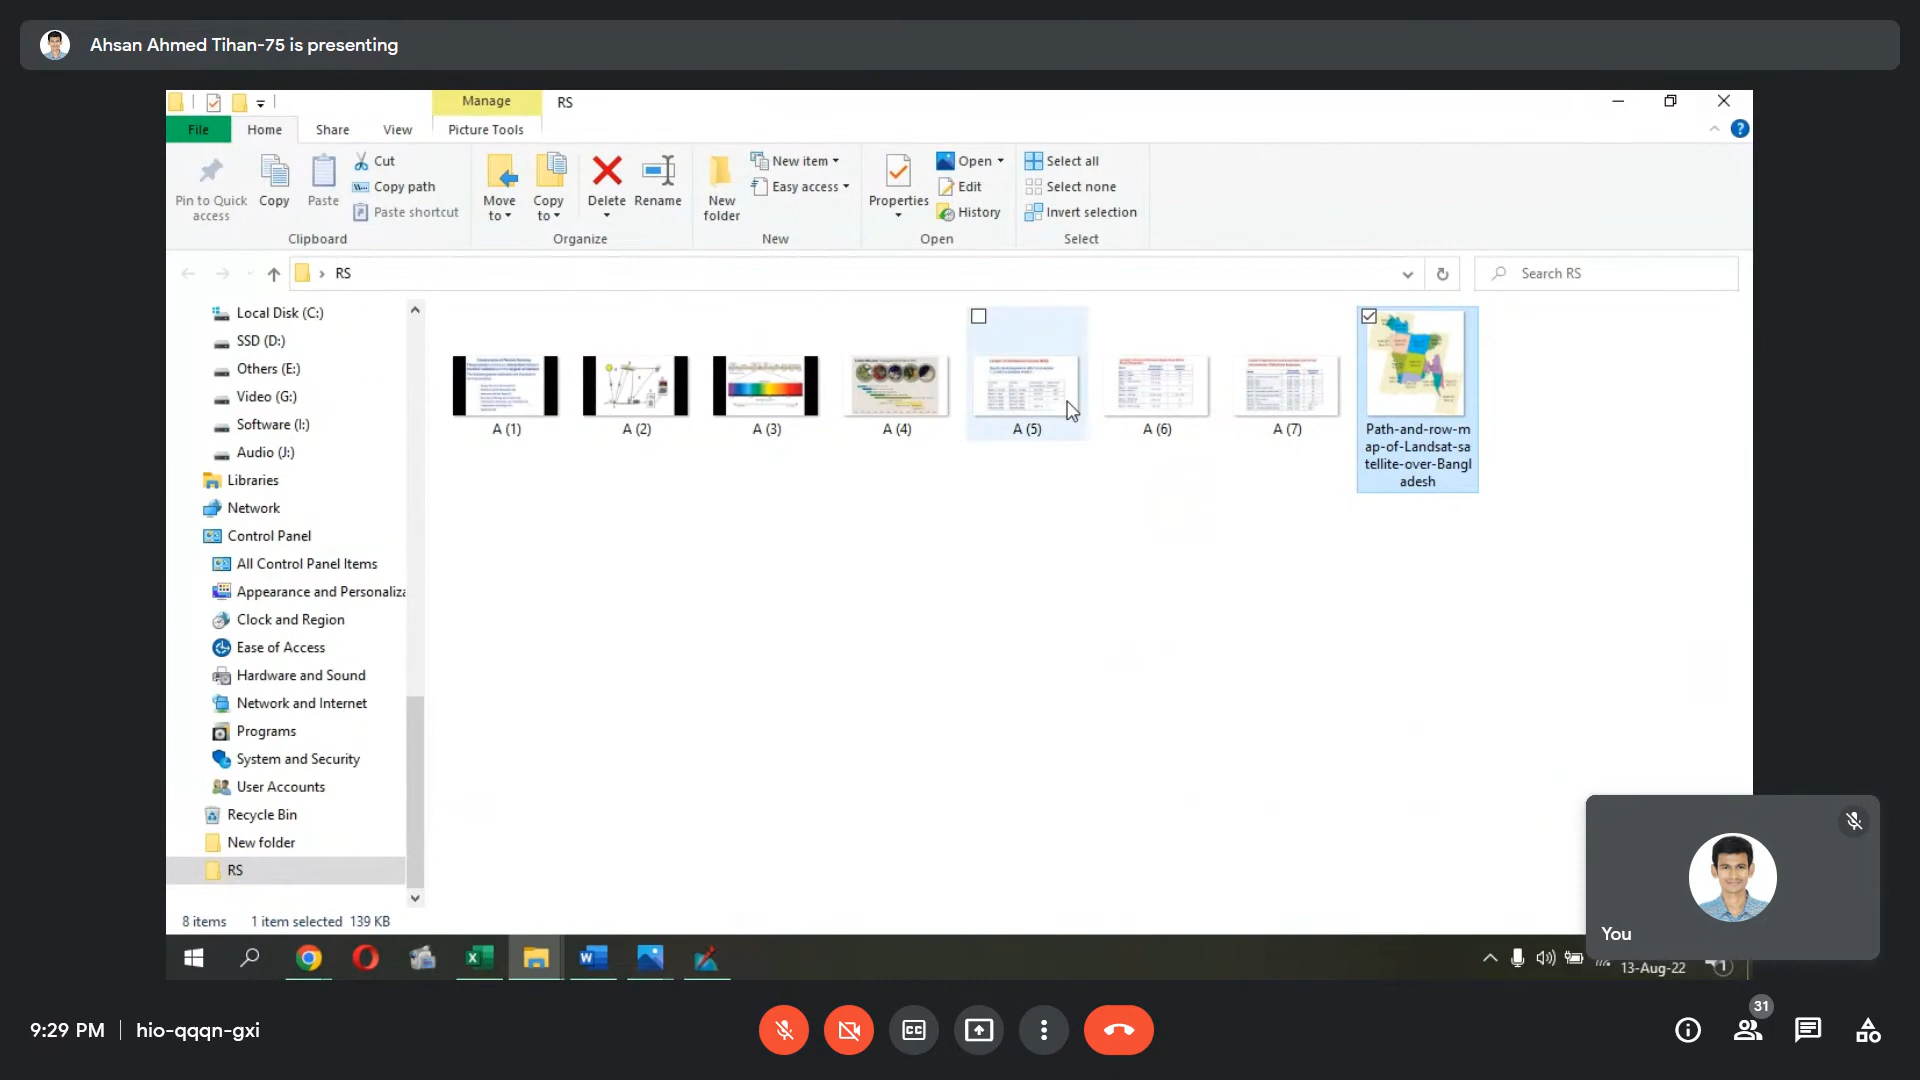 Ahsan Ahmed Tihan-75 is presenting
Manage
RS
File
Home
Share
View
Picture Tools
Pin to Quick access
Copy
Paste
Cut
Copy path
Paste shortcut
Clipboard
Move to
Copy to
Delete
Rename
Organize
New folder
New item
Easy access
New
Properties
Open
Edit
History
Open
Select all
Select none
Invert selection
Select
RS
Search RS
Local Disk (C:)
SSD (D:)
Others (E:)
Video (G:)
Software (I:)
Audio (J:)
Libraries
Network
Control Panel
All Control Panel Items
Appearance and Personaliza
Clock and Region
Ease of Access
Hardware and Sound
Network and Internet
Programs
System and Security
User Accounts
Recycle Bin
New folder
RS
A (1)
A (2)
A (3)
A (4)
A (5)
A (6)
A (7)
Path-and-row-m
ap-of-Landsat-sa
tellite-over-Bangl
adesh
8 items
1 item selected 139 KB
13-Aug-22
1
You
9:29 PM
hio-qqqn-gxi
CC
31